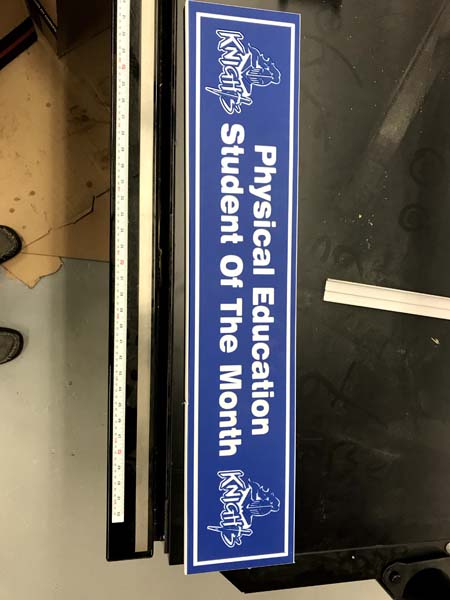 KNIGHTS
Physical Education
Student Of The Month
KNIGHTS